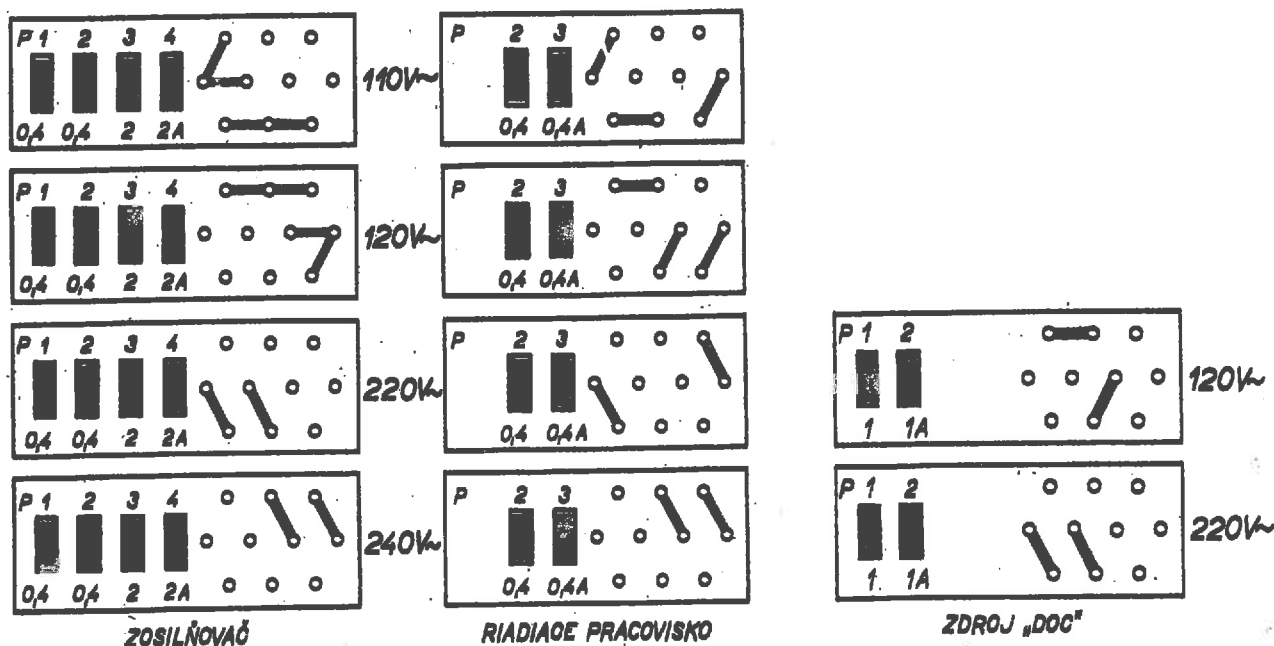 P 1 2 3 4
0,4 0,4 2 2A
110V~
P 2 3
0,4 0,4A
P 1 2 3 4
0,4 0,4 2 2A
120V~
P 2 3
0,4 0,4A
P 1 2 3 4
0,4 0,4 2 2A
220V~
P 2 3
0,4 0,4A
P 1 2
1 1A
120V~
P 1 2 3 4
0,4 0,4 2 2A
240V~
P 2 3
0,4 0,4A
P 1 2
1 1A
220V~
ZOSILŇOVAČ
RIADIACE PRACOVISKO
ZDROJ „DOC"